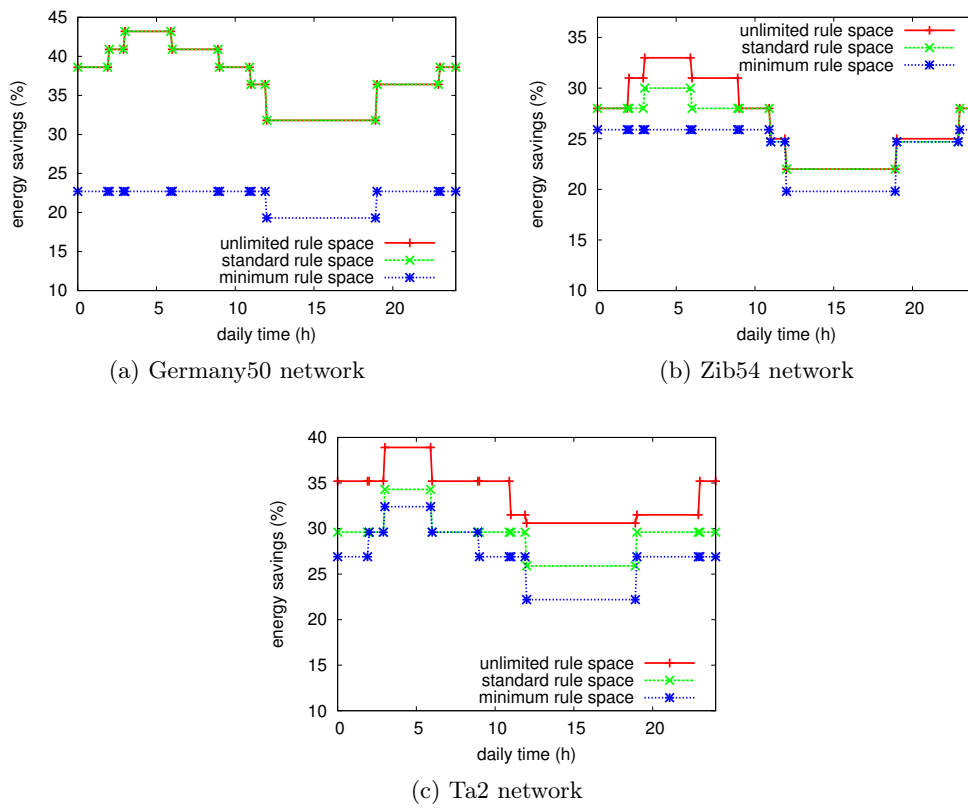 45
40
35
30
25
20
15
10
energy savings (%)
unlimited rule space
standard rule space
minimum rule space
0 5 10 15 20
daily time (h)
(a) Germany50 network
35
30
25
20
15
10
energy savings (%)
unlimited rule space
standard rule space
minimum rule space
0 5 10 15 20
daily time (h)
(b) Zib54 network
40
35
30
25
20
15
10
energy savings (%)
unlimited rule space
standard rule space
minimum rule space
0 5 10 15 20
daily time (h)
(c) Ta2 network